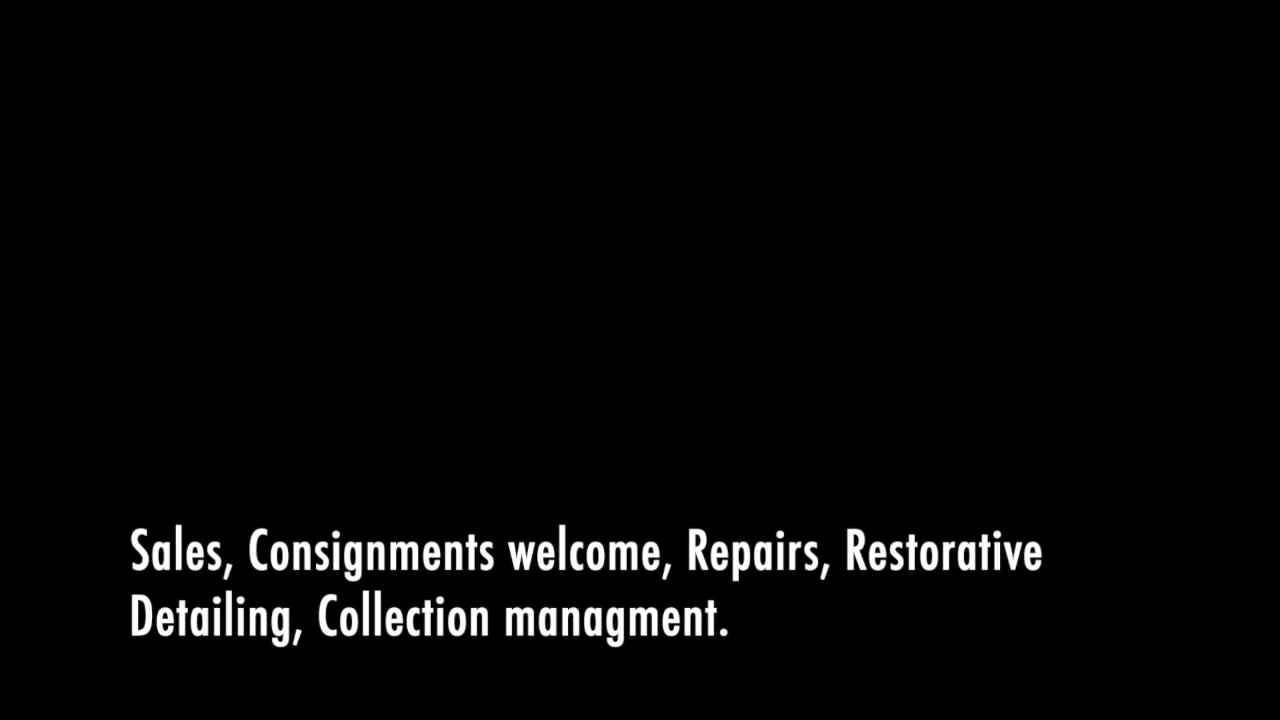 Sales, Consignments welcome, Repairs, Restorative
Detailing, Collection managment.